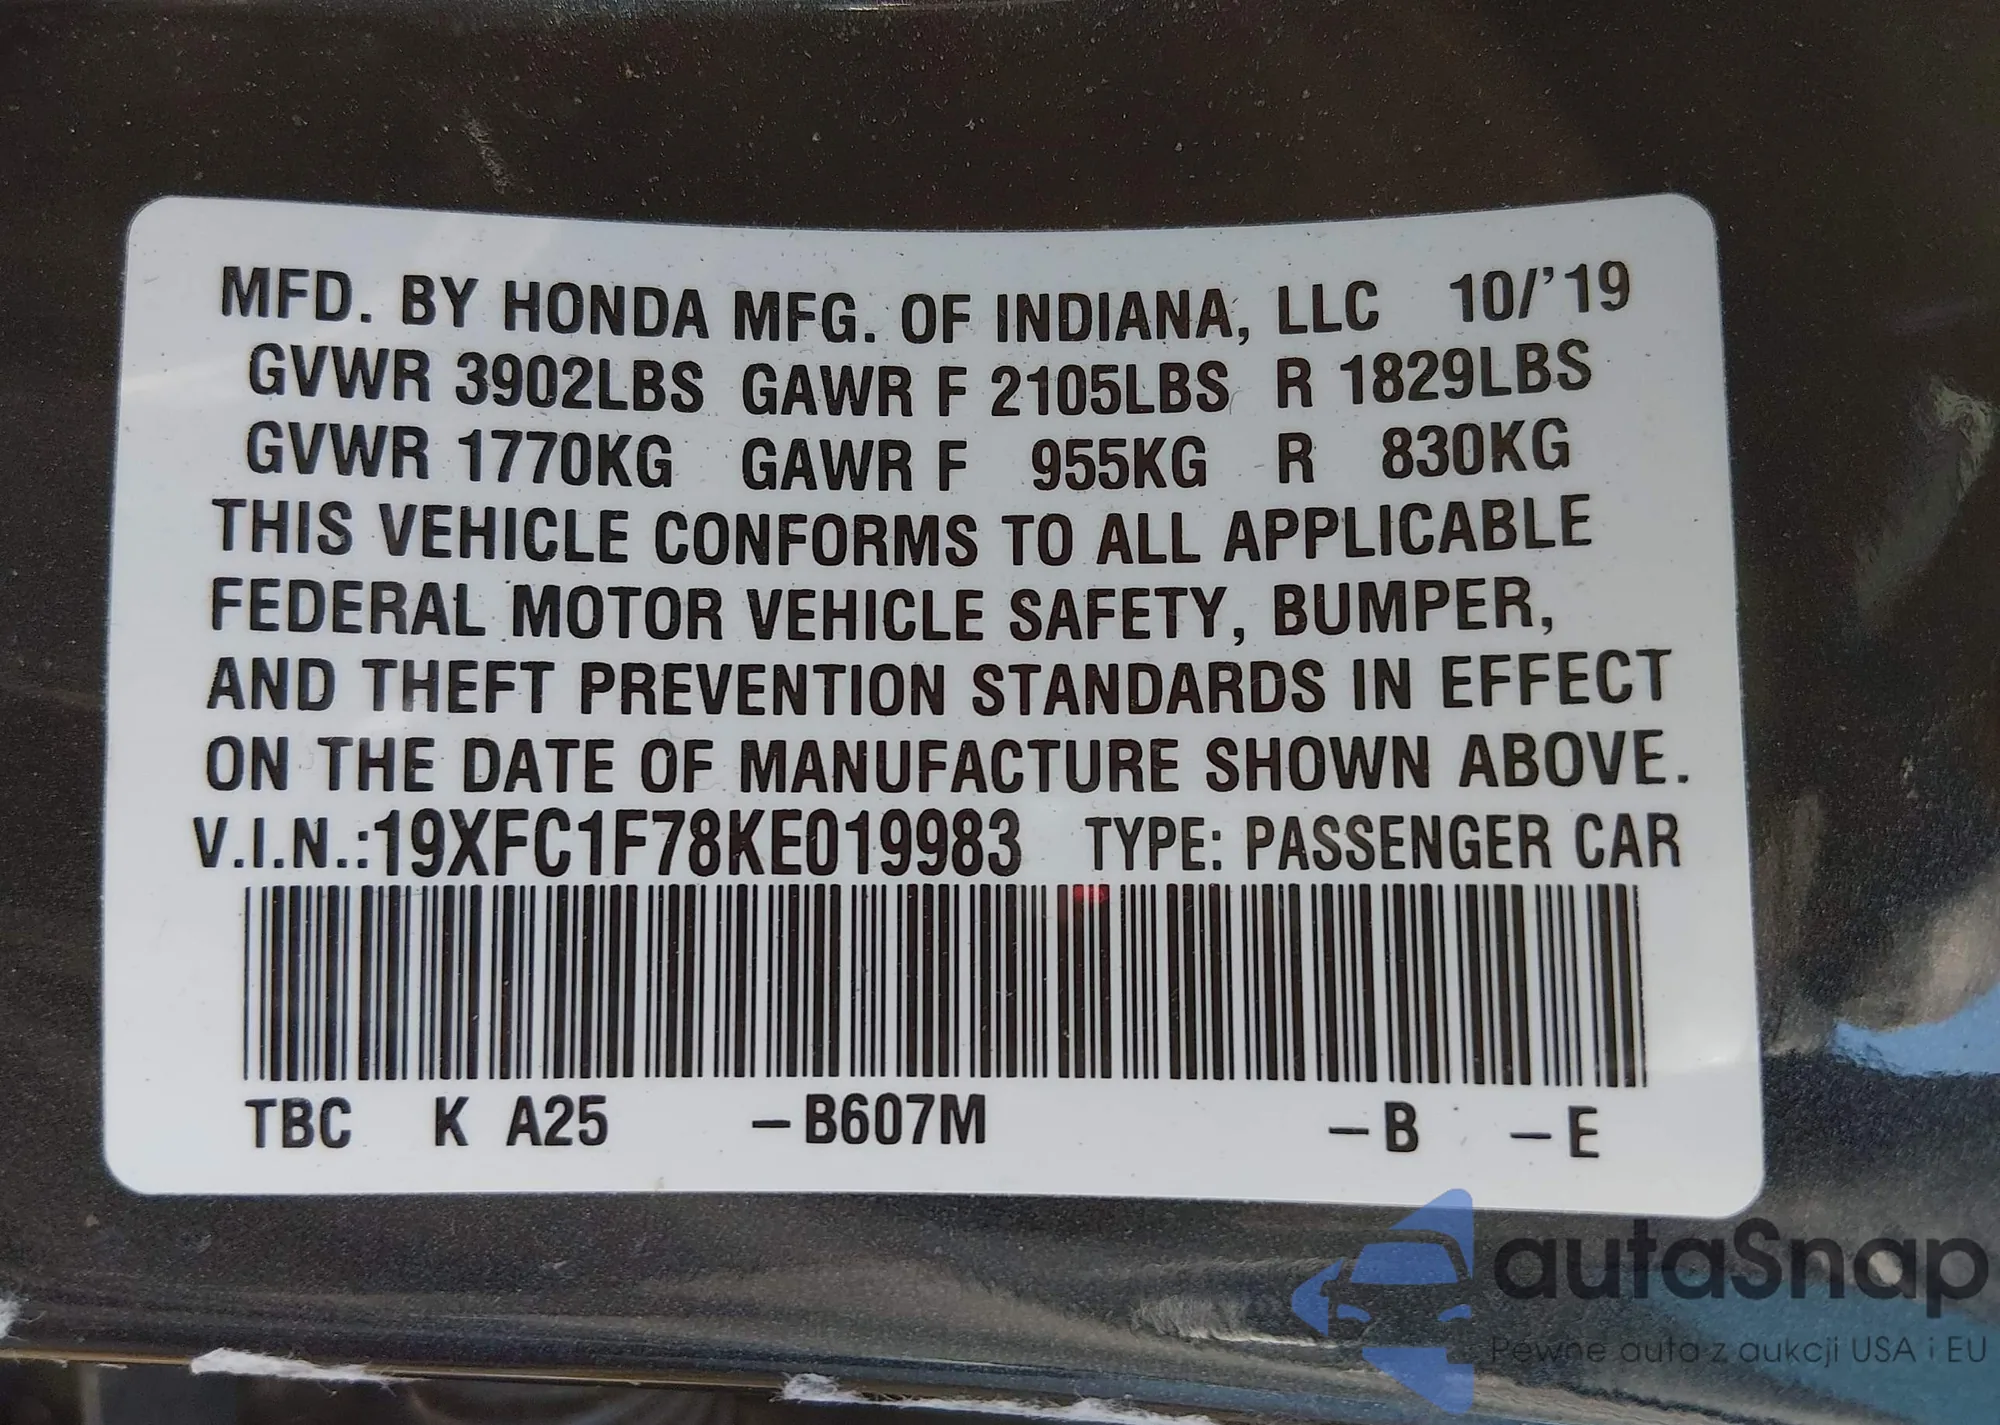 MFD. BY HONDA MFG. OF INDIANA, LLC 10/'19
GVWR 3902LBS GAWR F 2105LBS R 1829LBS
GVWR 1770KG GAWR F 955KG R 830KG
THIS VEHICLE CONFORMS TO ALL APPLICABLE
FEDERAL MOTOR VEHICLE SAFETY, BUMPER,
AND THEFT PREVENTION STANDARDS IN EFFECT
ON THE DATE OF MANUFACTURE SHOWN ABOVE.
V.I.N.:19XFC1F78KE019983 TYPE: PASSENGER CAR
TBC K A25 –B607M –B –E
autaSnap
Pewne auta z aukcji USA i EU